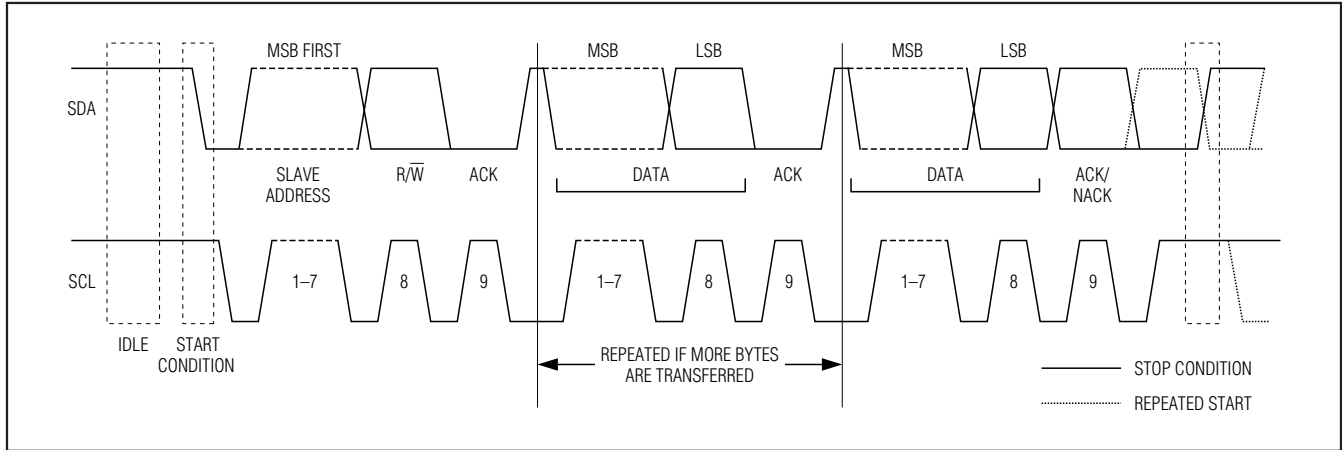 MSB FIRST
MSB
LSB
MSB
LSB
SDA
SLAVE
ADDRESS
R/W̅
ACK
DATA
ACK
DATA
ACK/
NACK
SCL
1–7
8
9
1–7
8
9
1–7
8
9
IDLE
START
CONDITION
REPEATED IF MORE BYTES
ARE TRANSFERRED
STOP CONDITION
REPEATED START